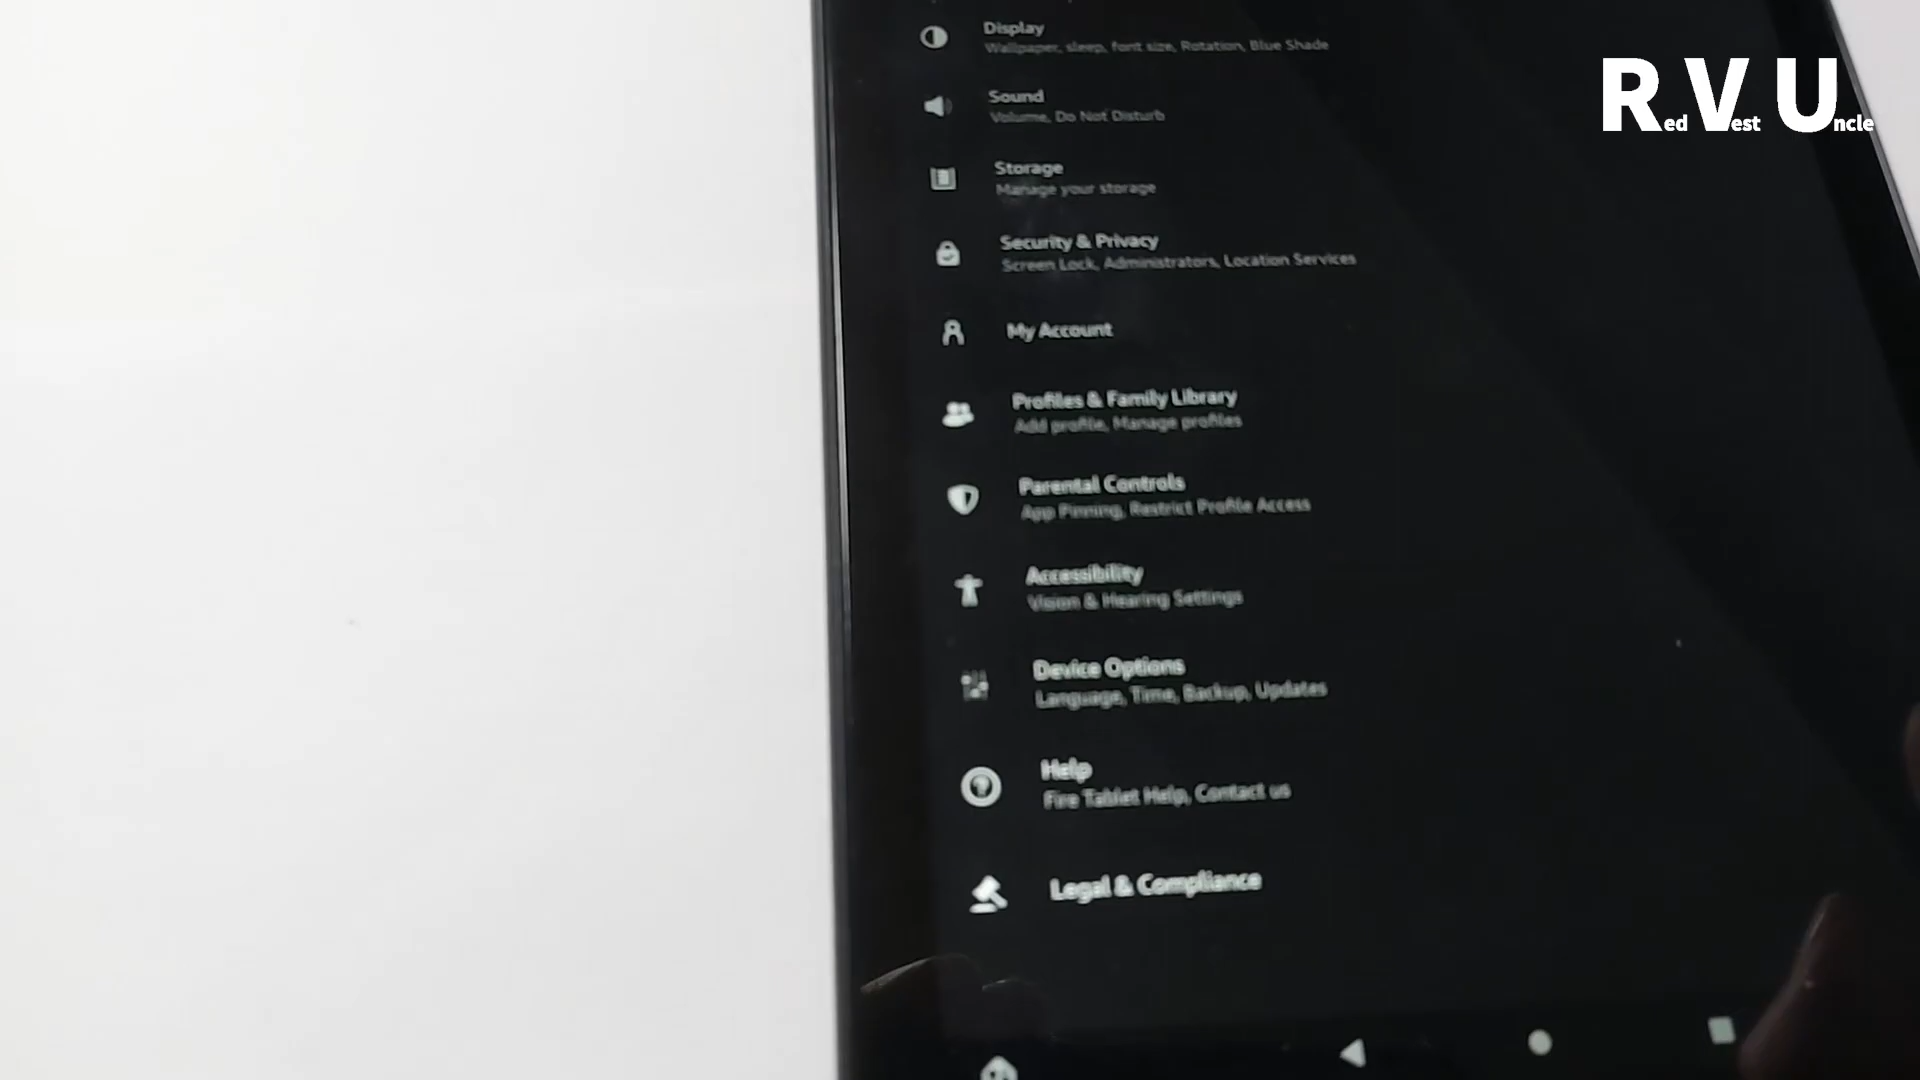 Display
Wallpaper, sleep, font size, Rotation, Blue Shade
Red Vest Uncle
Sound
Volume, Do Not Disturb
Storage
Manage your storage
Security & Privacy
Screen Lock, Administrators, Location Services
My Account
Profiles & Family Library
Add profile, Manage profiles
Parental Controls
App Pinning, Restrict Profile Access
Accessibility
Vision & Hearing Settings
Device Options
Language, Time, Backup, Updates
Help
Fire Tablet Help, Contact us
Legal & Compliance